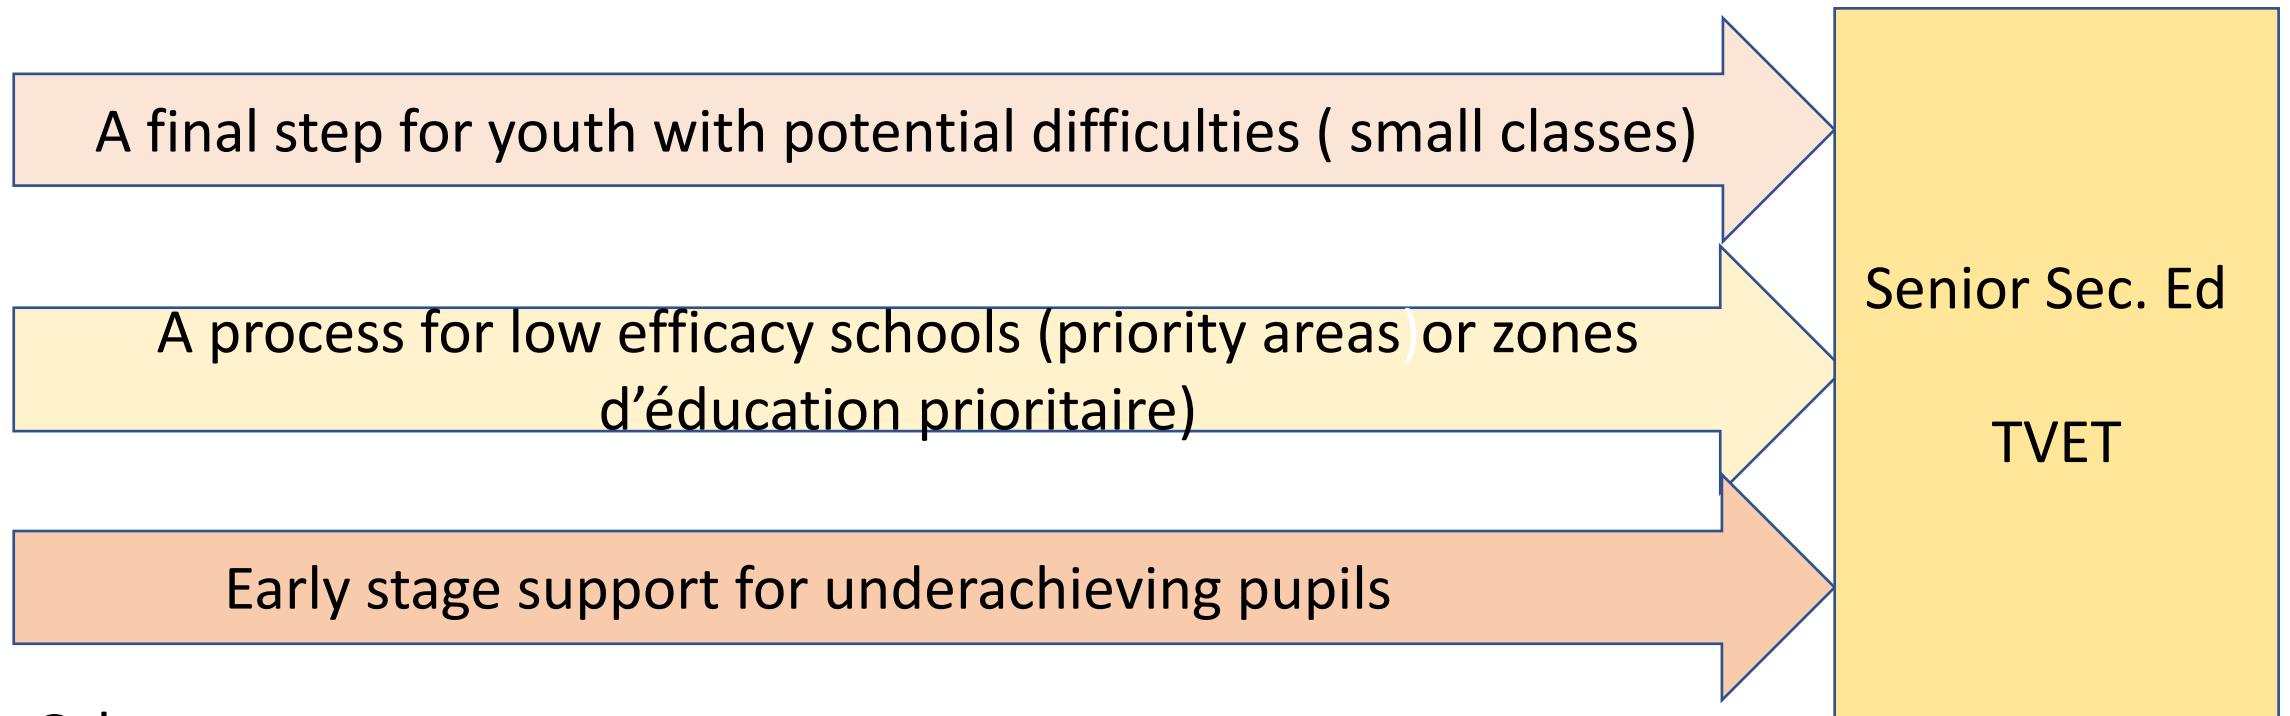 A final step for youth with potential difficulties ( small classes)
A process for low efficacy schools (priority areas)or zones
d’éducation prioritaire)
Early stage support for underachieving pupils
Senior Sec. Ed
TVET